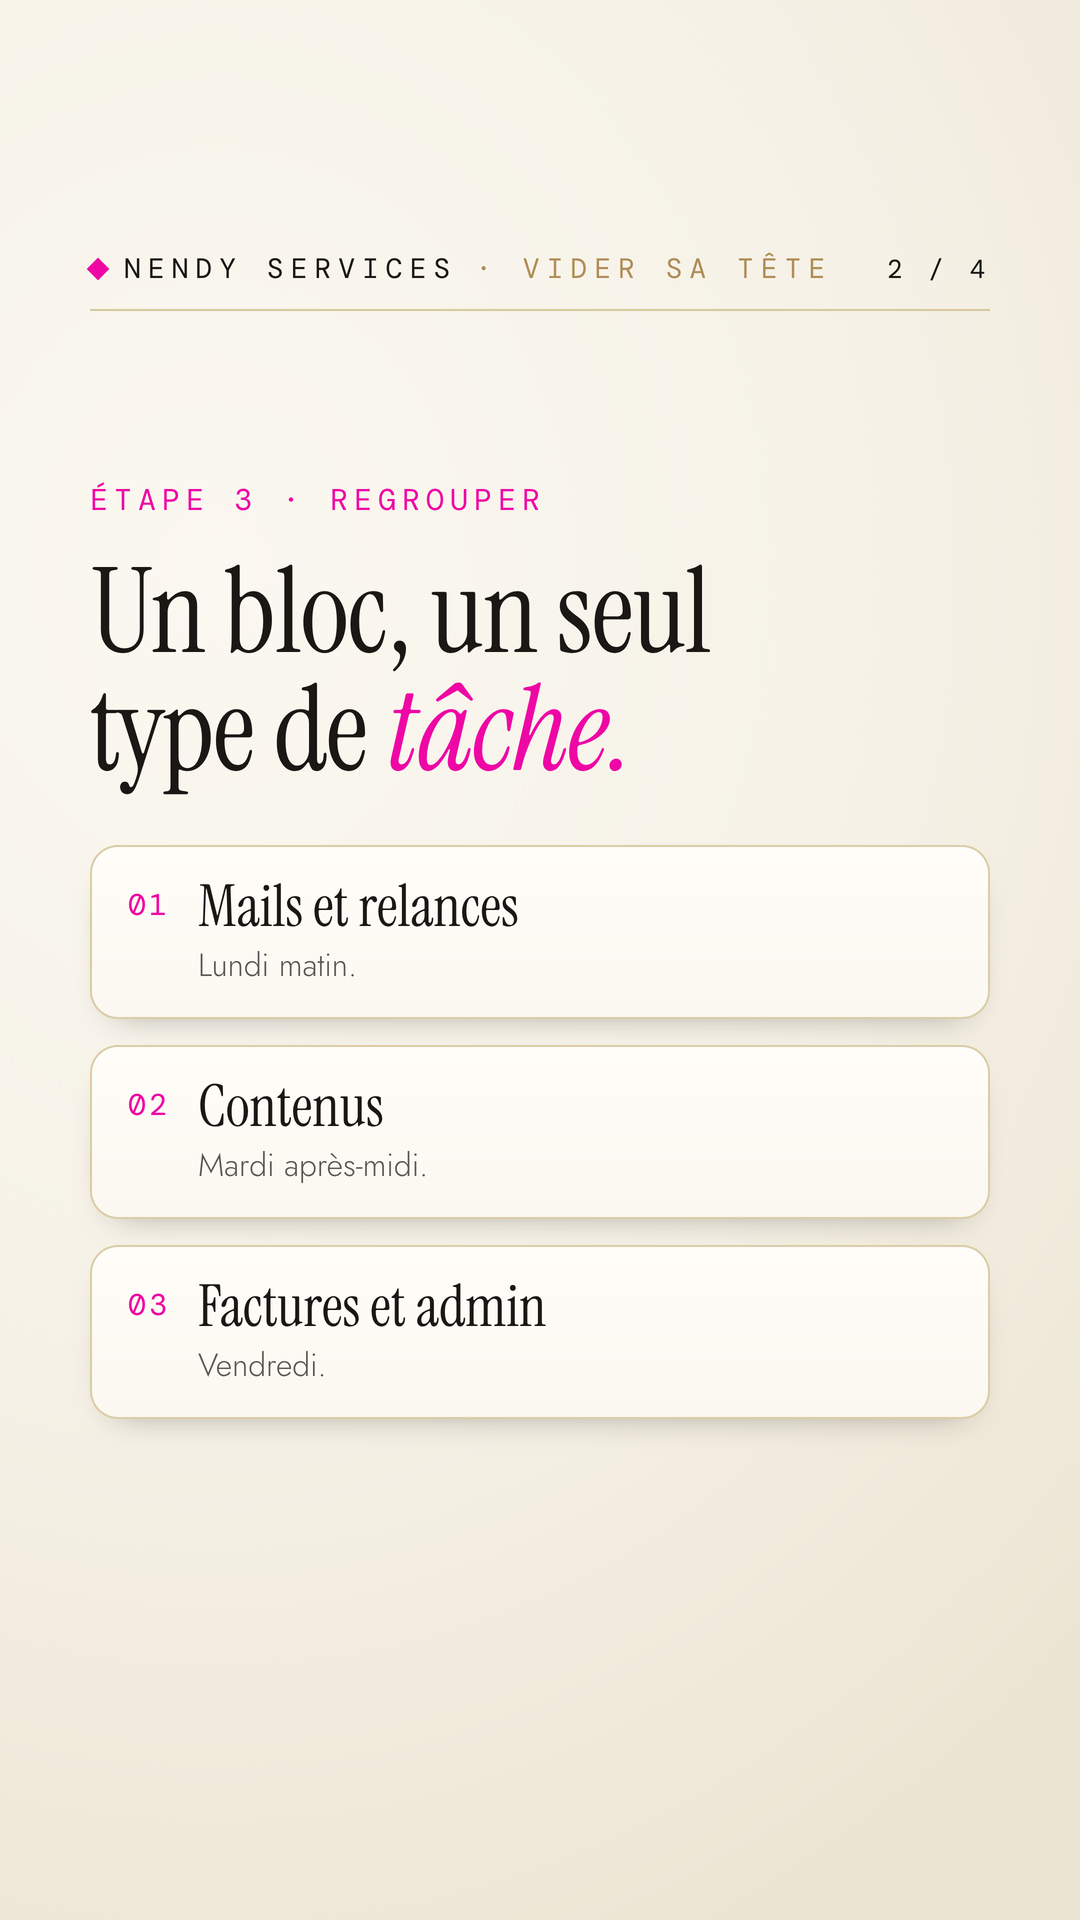 NENDY SERVICES · VIDER SA TÊTE 2 / 4
ÉTAPE 3 · REGROUPER
Un bloc, un seul
type de tâche.
01 Mails et relances
Lundi matin.
02 Contenus
Mardi après-midi.
03 Factures et admin
Vendredi.